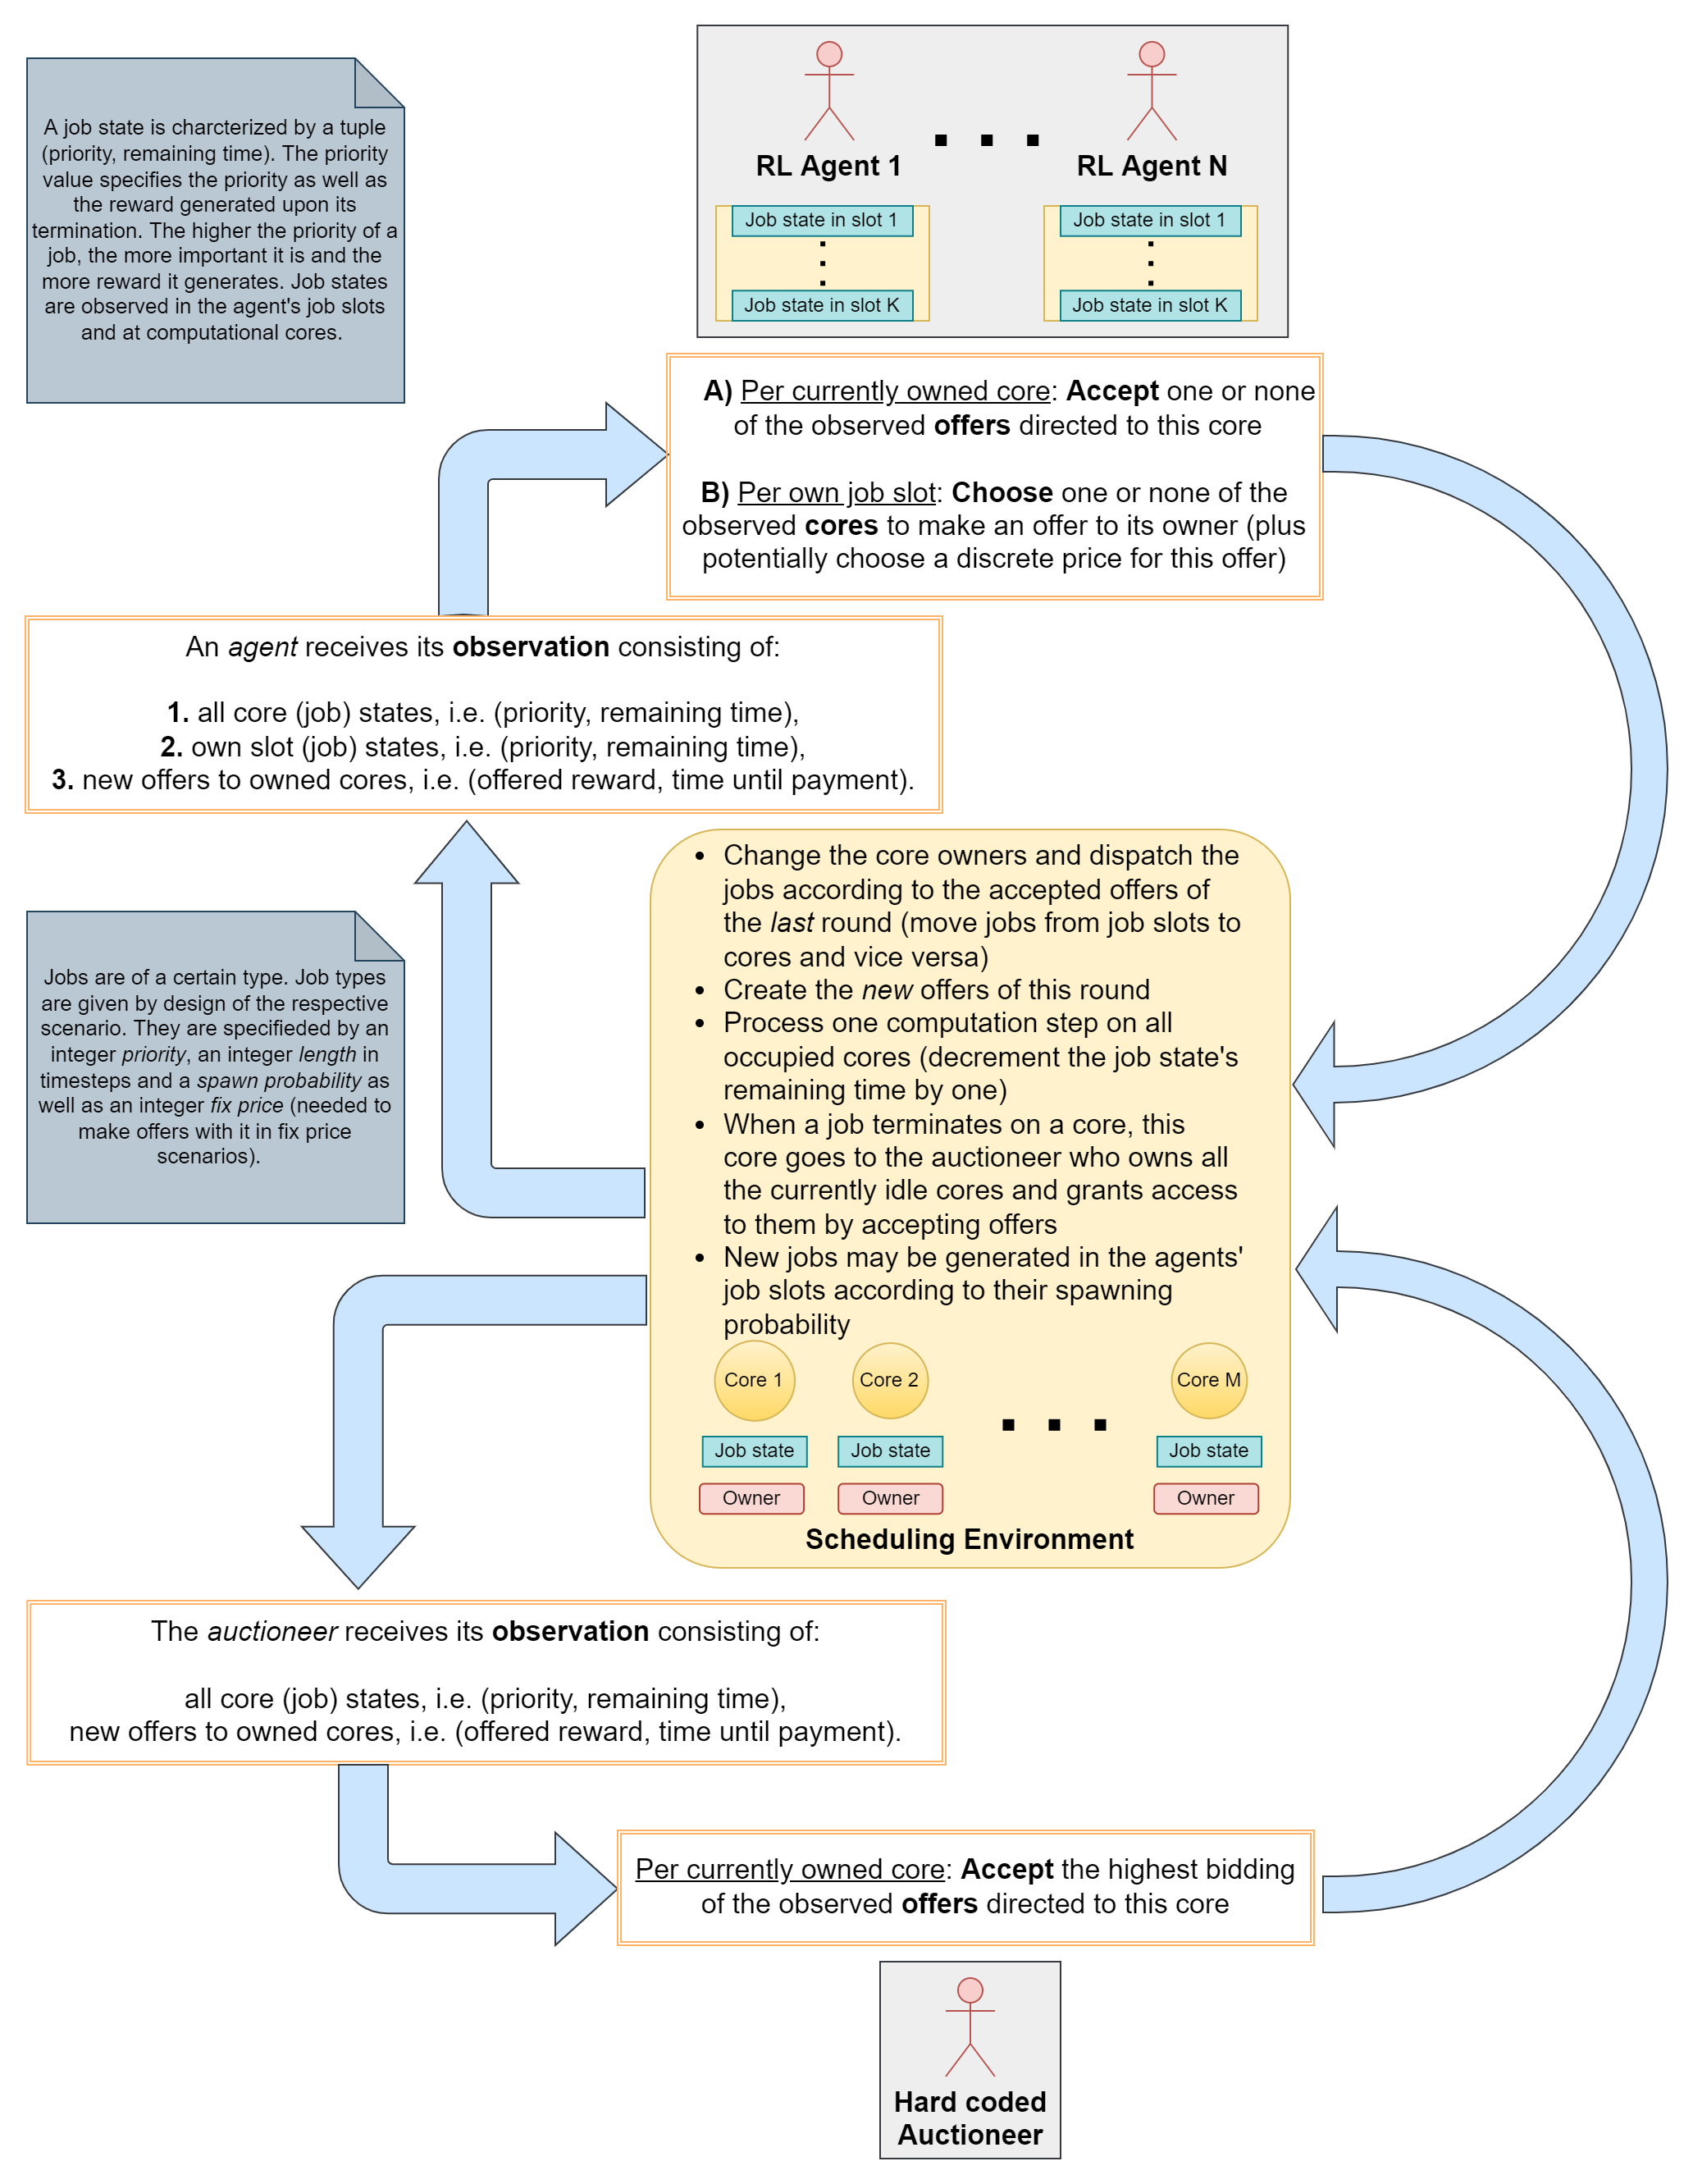 A job state is charcterized by a tuple
(priority, remaining time). The priority
value specifies the priority as well as
the reward generated upon its
termination. The higher the priority of a
job, the more important it is and the
more reward it generates. Job states
are observed in the agent's job slots
and at computational cores.
RL Agent 1
RL Agent N
Job state in slot 1
Job state in slot K
Job state in slot 1
Job state in slot K
A) Per currently owned core: Accept one or none
of the observed offers directed to this core
B) Per own job slot: Choose one or none of the
observed cores to make an offer to its owner (plus
potentially choose a discrete price for this offer)
An agent receives its observation consisting of:
1. all core (job) states, i.e. (priority, remaining time),
2. own slot (job) states, i.e. (priority, remaining time),
3. new offers to owned cores, i.e. (offered reward, time until payment).
Jobs are of a certain type. Job types
are given by design of the respective
scenario. They are specifieded by an
integer priority, an integer length in
timesteps and a spawn probability as
well as an integer fix price (needed to
make offers with it in fix price
scenarios).
• Change the core owners and dispatch the
jobs according to the accepted offers of
the last round (move jobs from job slots to
cores and vice versa)
• Create the new offers of this round
• Process one computation step on all
occupied cores (decrement the job state's
remaining time by one)
• When a job terminates on a core, this
core goes to the auctioneer who owns all
the currently idle cores and grants access
to them by accepting offers
• New jobs may be generated in the agents'
job slots according to their spawning
probability
Core 1
Core 2
Core M
Job state
Job state
Job state
Owner
Owner
Owner
Scheduling Environment
The auctioneer receives its observation consisting of:
all core (job) states, i.e. (priority, remaining time),
new offers to owned cores, i.e. (offered reward, time until payment).
Per currently owned core: Accept the highest bidding
of the observed offers directed to this core
Hard coded
Auctioneer